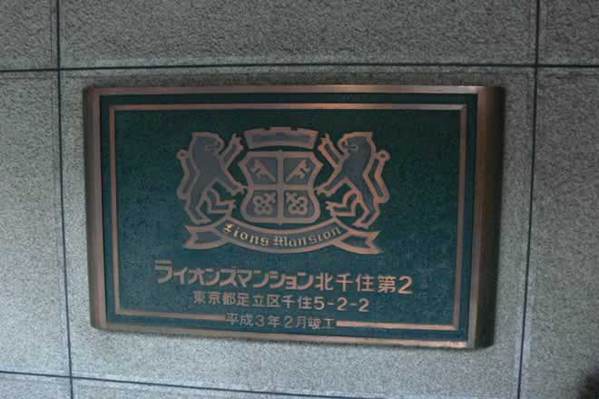 Lions Mansion
ライオンズマンション北千住第2
東京都足立区千住5-2-2
平成3年2月竣工